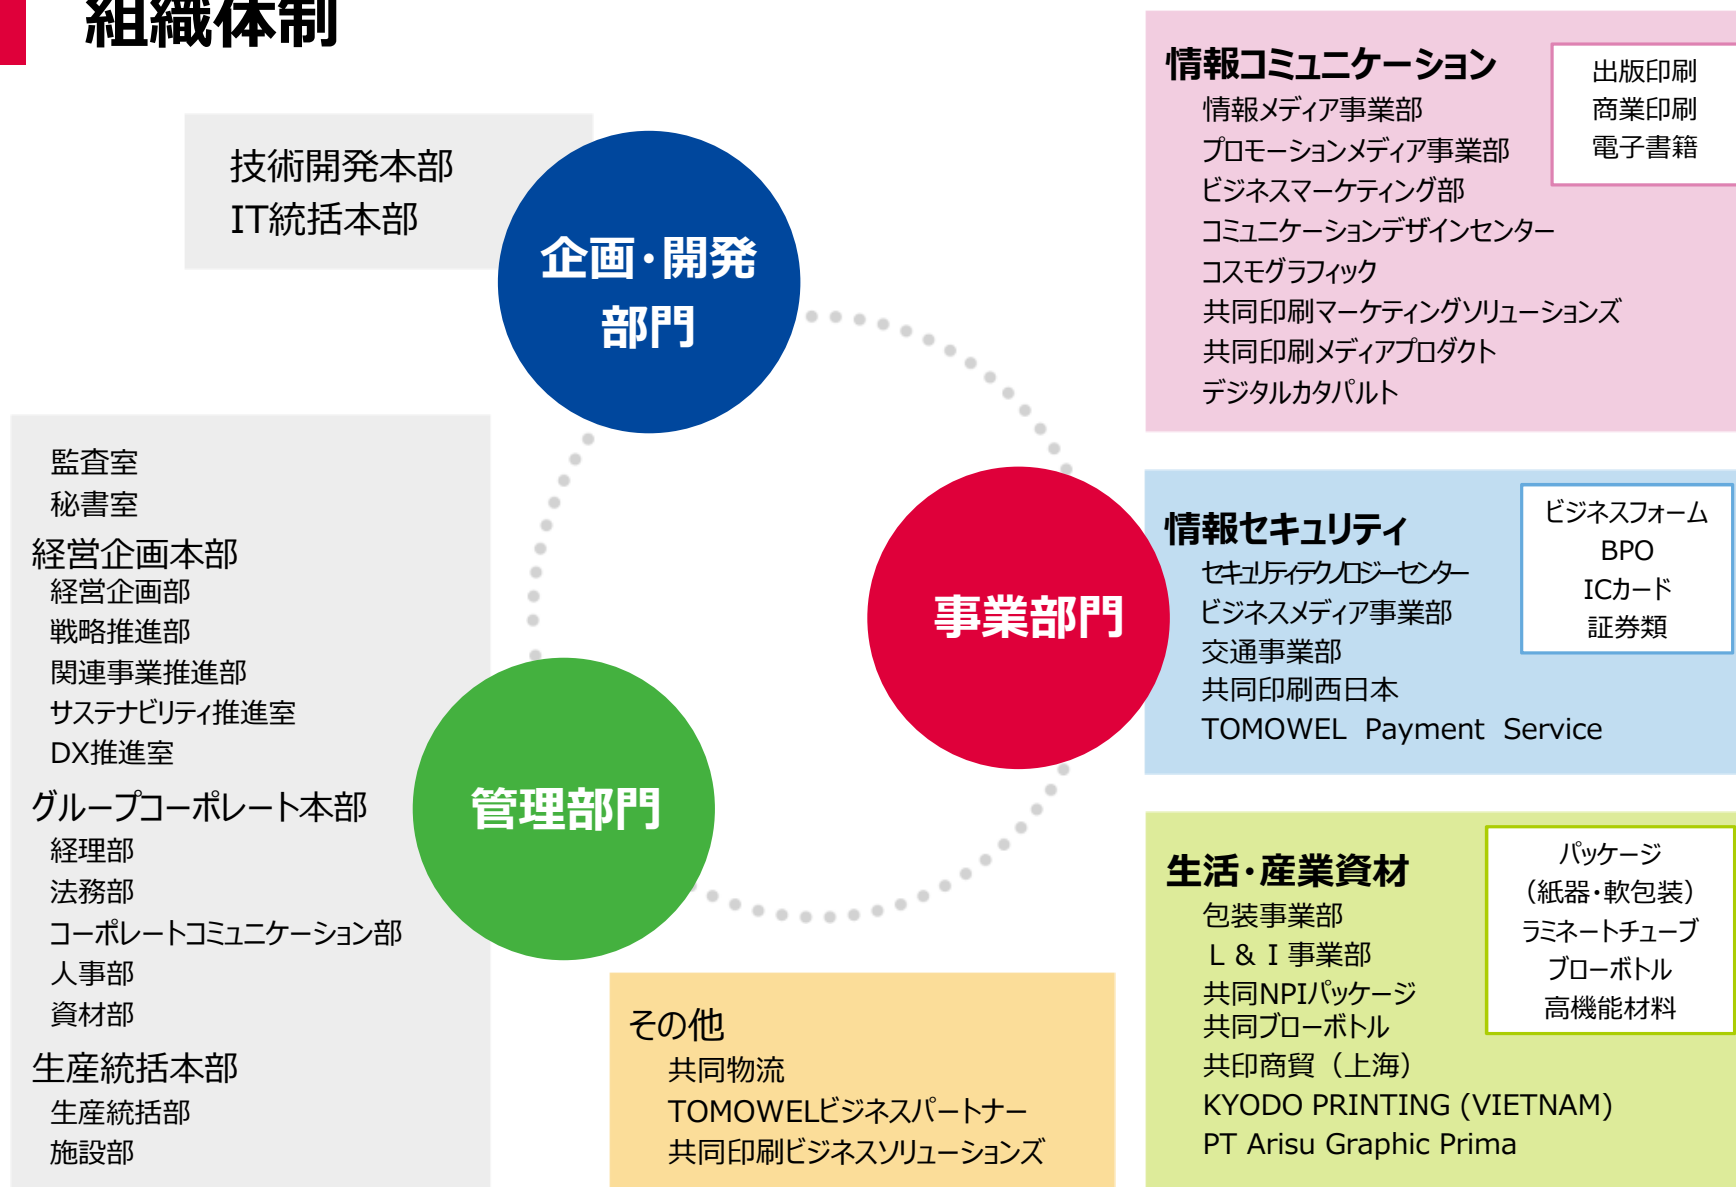 組織体制
技術開発本部
IT統括本部
企画・開発
部門
監査室
秘書室
経営企画本部
経営企画部
戦略推進部
関連事業推進部
サステナビリティ推進室
DX推進室
グループコーポレート本部
経理部
法務部
コーポレートコミュニケーション部
人事部
資材部
生産統括本部
生産統括部
施設部
管理部門
事業部門
その他
共同物流
TOMOWELビジネスパートナー
共同印刷ビジネスソリューションズ
情報コミュニケーション
情報メディア事業部
プロモーションメディア事業部
ビジネスマーケティング部
コミュニケーションデザインセンター
コスモグラフィック
共同印刷マーケティングソリューションズ
共同印刷メディアプロダクト
デジタルカタパルト
出版印刷
商業印刷
電子書籍
情報セキュリティ
セキュリティテクノロジーセンター
ビジネスメディア事業部
交通事業部
共同印刷西日本
TOMOWEL Payment Service
ビジネスフォーム
BPO
ICカード
証券類
生活・産業資材
包装事業部
L & I 事業部
共同NPIパッケージ
共同ブローボトル
共印商貿（上海）
KYODO PRINTING (VIETNAM)
PT Arisu Graphic Prima
パッケージ
（紙器・軟包装）
ラミネートチューブ
ブローボトル
高機能材料